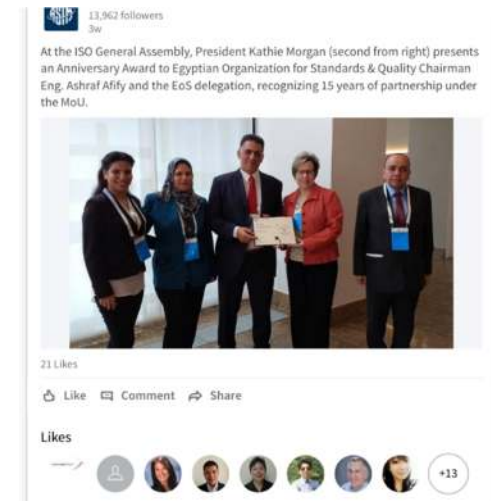 13,962 followers
3w
At the ISO General Assembly, President Kathie Morgan (second from right) presents
an Anniversary Award to Egyptian Organization for Standards & Quality Chairman
Eng. Ashraf Afify and the EoS delegation, recognizing 15 years of partnership under
the MoU.
21 Likes
Like Comment Share
Likes
+13